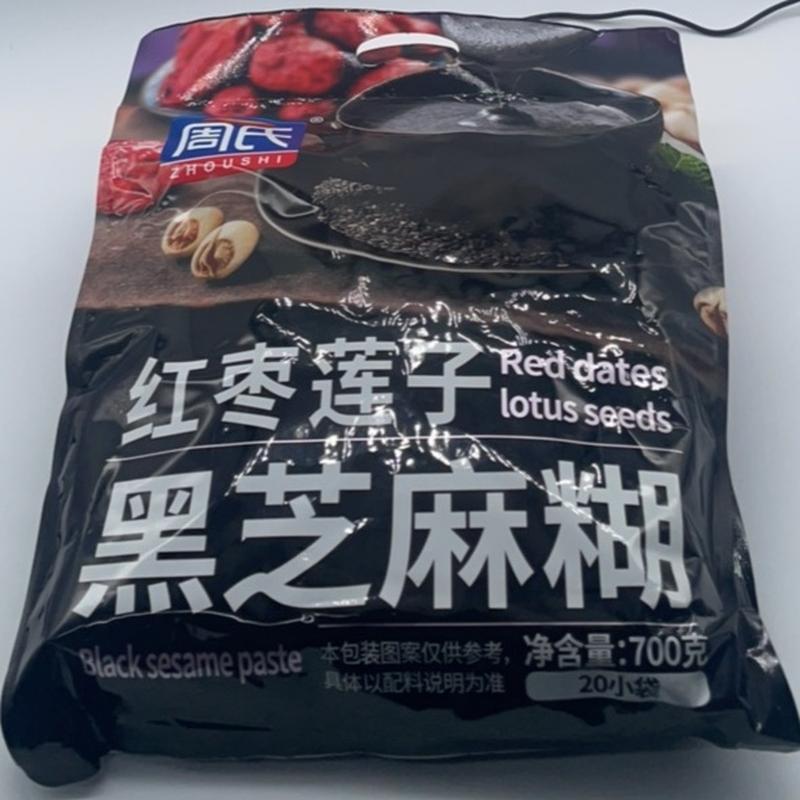 周氏®
ZHOUSHI
红枣莲子
Red dates
lotus seeds
黑芝麻糊
Black sesame paste
本包装图案仅供参考，
具体以配料说明为准
净含量：700克
20小袋